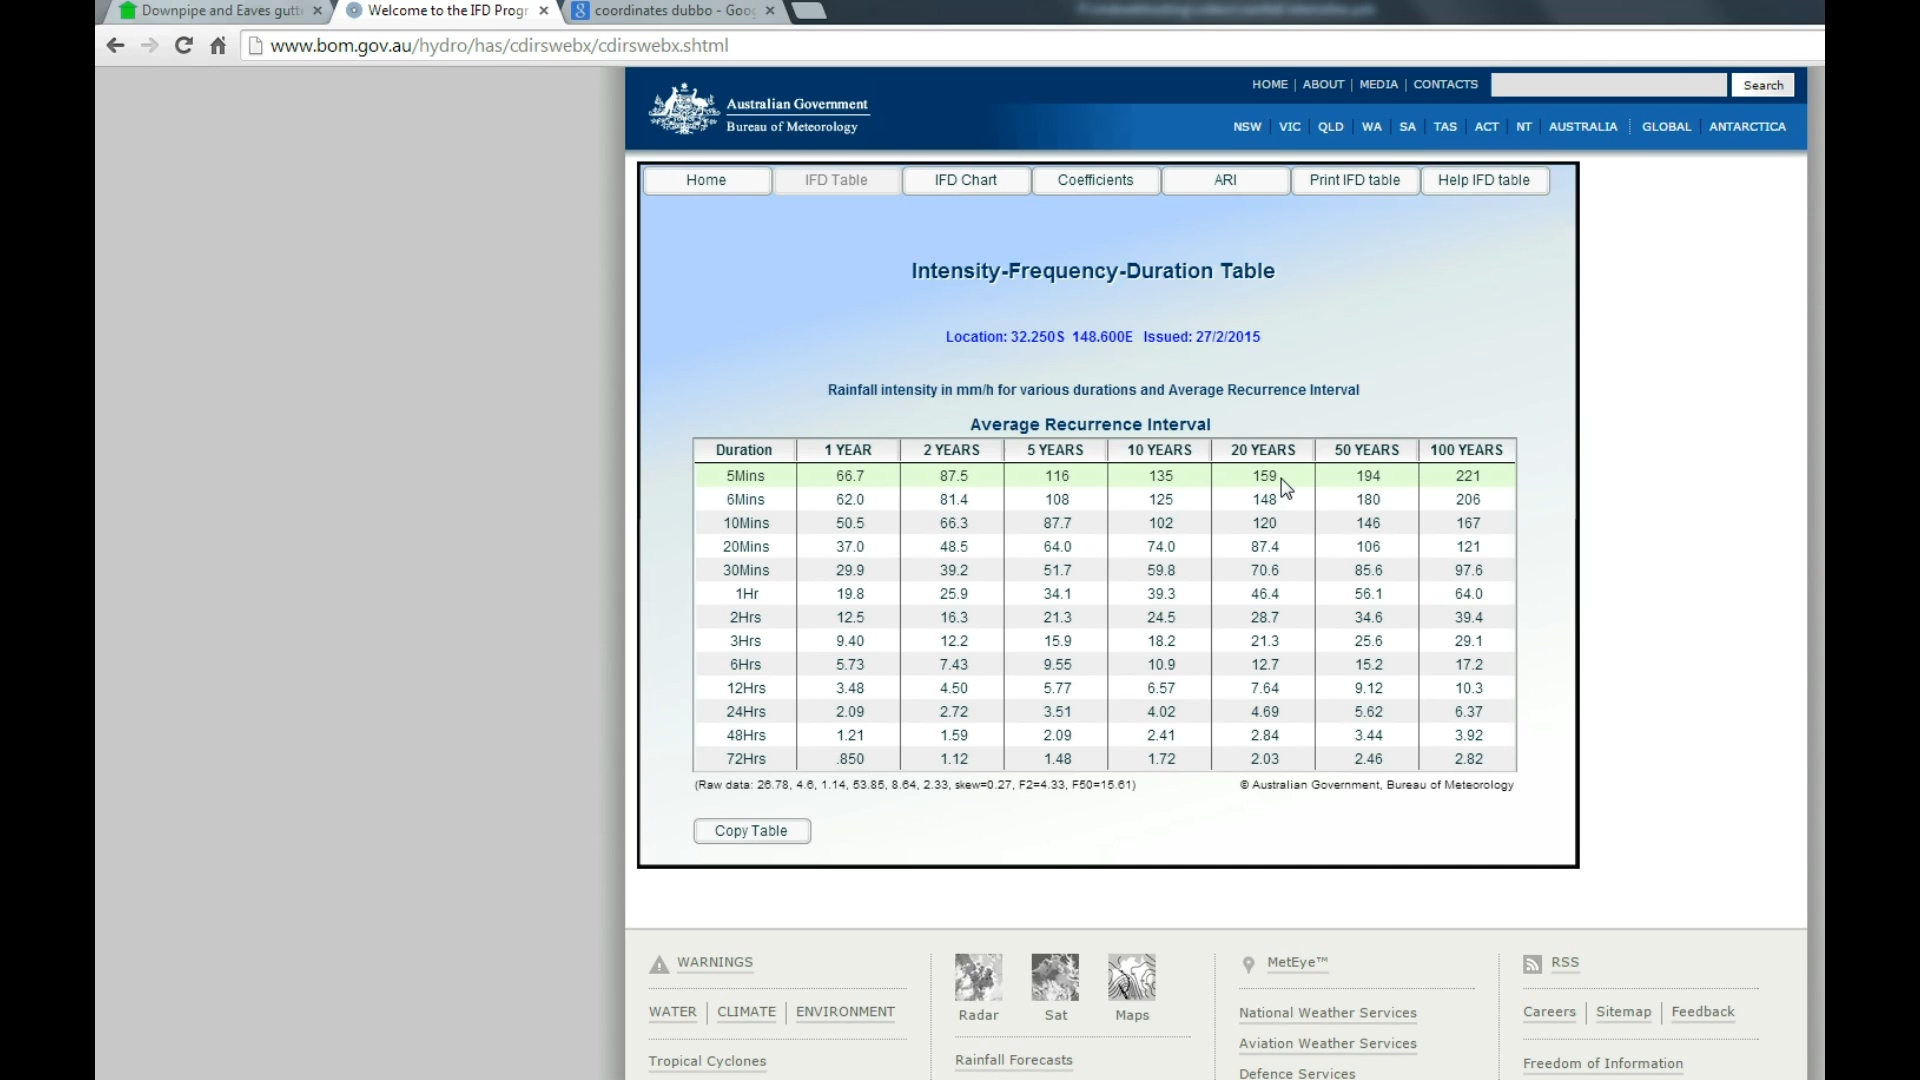 Downpipe and Eaves gutt
Welcome to the IFD Progr
coordinates dubbo - Goo
www.bom.gov.au/hydro/has/cdirswebx/cdirswebx.shtml
HOME | ABOUT | MEDIA | CONTACTS
Search
Australian Government
Bureau of Meteorology
NSW VIC QLD WA SA TAS ACT NT AUSTRALIA GLOBAL ANTARCTICA
Home IFD Table IFD Chart Coefficients ARI Print IFD table Help IFD table
Intensity-Frequency-Duration Table
Location: 32.250S 148.600E Issued: 27/2/2015
Rainfall intensity in mm/h for various durations and Average Recurrence Interval
Average Recurrence Interval
Duration 1 YEAR 2 YEARS 5 YEARS 10 YEARS 20 YEARS 50 YEARS 100 YEARS
5Mins 66.7 87.5 116 135 159 194 221
6Mins 62.0 81.4 108 125 148 180 206
10Mins 50.5 66.3 87.7 102 120 146 167
20Mins 37.0 48.5 64.0 74.0 87.4 106 121
30Mins 29.9 39.2 51.7 59.8 70.6 85.6 97.6
1Hr 19.8 25.9 34.1 39.3 46.4 56.1 64.0
2Hrs 12.5 16.3 21.3 24.5 28.7 34.6 39.4
3Hrs 9.40 12.2 15.9 18.2 21.3 25.6 29.1
6Hrs 5.73 7.43 9.55 10.9 12.7 15.2 17.2
12Hrs 3.48 4.50 5.77 6.57 7.64 9.12 10.3
24Hrs 2.09 2.72 3.51 4.02 4.69 5.62 6.37
48Hrs 1.21 1.59 2.09 2.41 2.84 3.44 3.92
72Hrs .850 1.12 1.48 1.72 2.03 2.46 2.82
(Raw data: 26.78, 4.6, 1.14, 53.85, 8.64, 2.33, skew=0.27, F2=4.33, F50=15.61)
© Australian Government, Bureau of Meteorology
Copy Table
WARNINGS
WATER CLIMATE ENVIRONMENT
Tropical Cyclones
Radar Sat Maps
Rainfall Forecasts
MetEye™
National Weather Services
Aviation Weather Services
Defence Services
RSS
Careers Sitemap Feedback
Freedom of Information